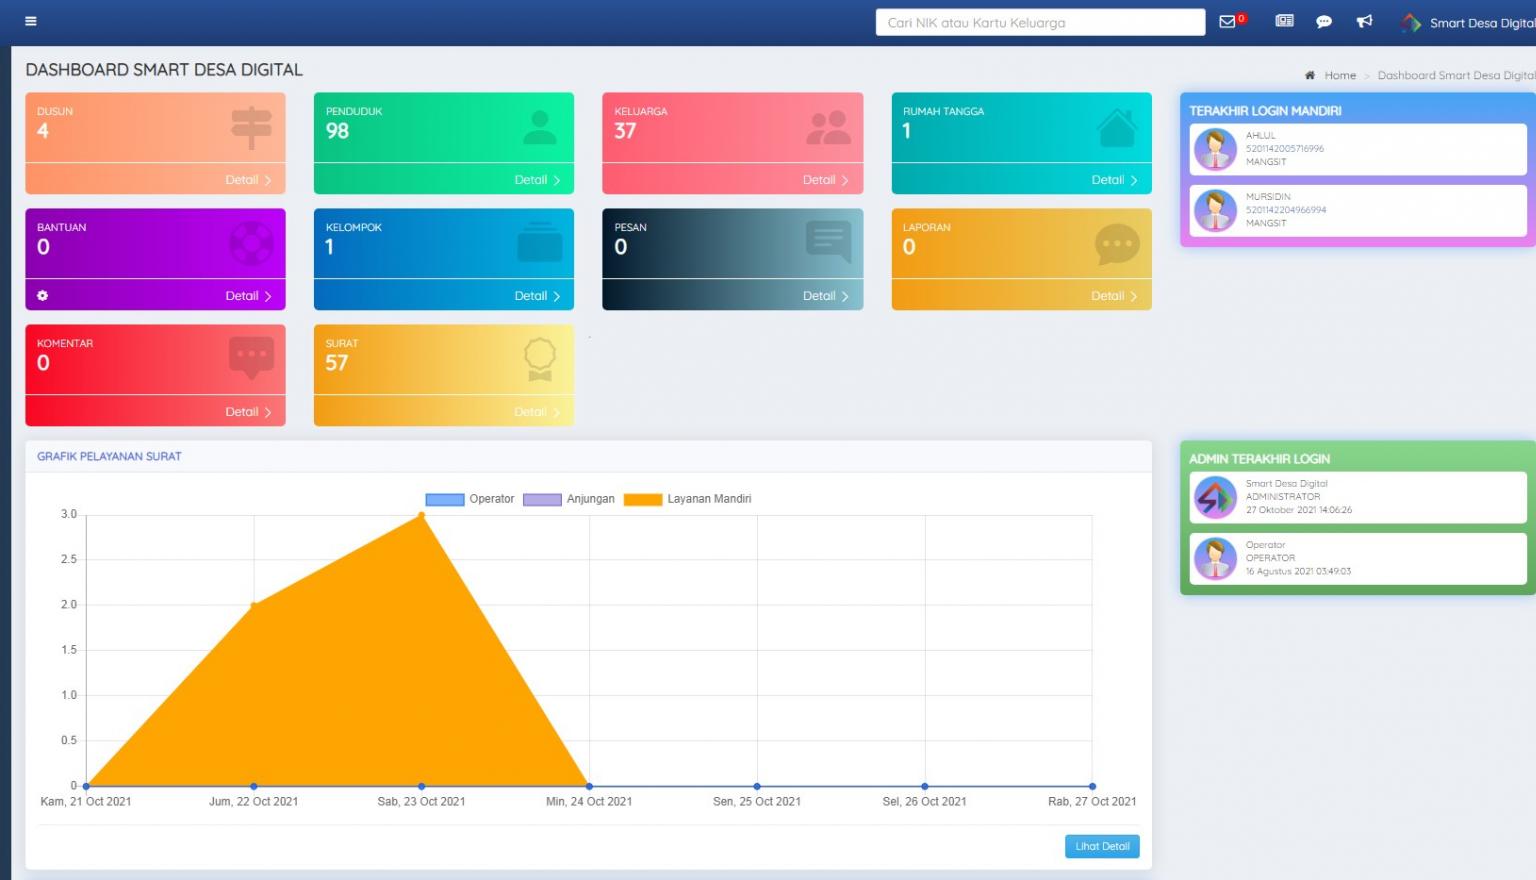 Cari NIK atau Kartu Keluarga
0
Smart Desa DIgital
DASHBOARD SMART DESA DIGITAL
Home > Dashboard Smart Desa Digital
DUSUN
4
Detail
PENDUDUK
98
Detail
KELUARGA
37
Detail
RUMAH TANGGA
1
Detail
TERAKHIR LOGIN MANDIRI
AHLUL
5201142005716996
MANGSIT
MURSIDIN
5201142204966994
MANGSIT
BANTUAN
0
Detail
KELOMPOK
1
Detail
PESAN
0
Detail
LAPORAN
0
Detail
KOMENTAR
0
Detail
SURAT
57
Detail
GRAFIK PELAYANAN SURAT
Operator Anjungan Layanan Mandiri
3.0
2.5
2.0
1.5
1.0
0.5
0
Kam, 21 Oct 2021 Jum, 22 Oct 2021 Sab, 23 Oct 2021 Min, 24 Oct 2021 Sen, 25 Oct 2021 Sel, 26 Oct 2021 Rab, 27 Oct 2021
Lihat Detail
ADMIN TERAKHIR LOGIN
Smart Desa Digital
ADMINISTRATOR
27 Oktober 2021 14:06:26
Operator
OPERATOR
16 Agustus 2021 03:49:03